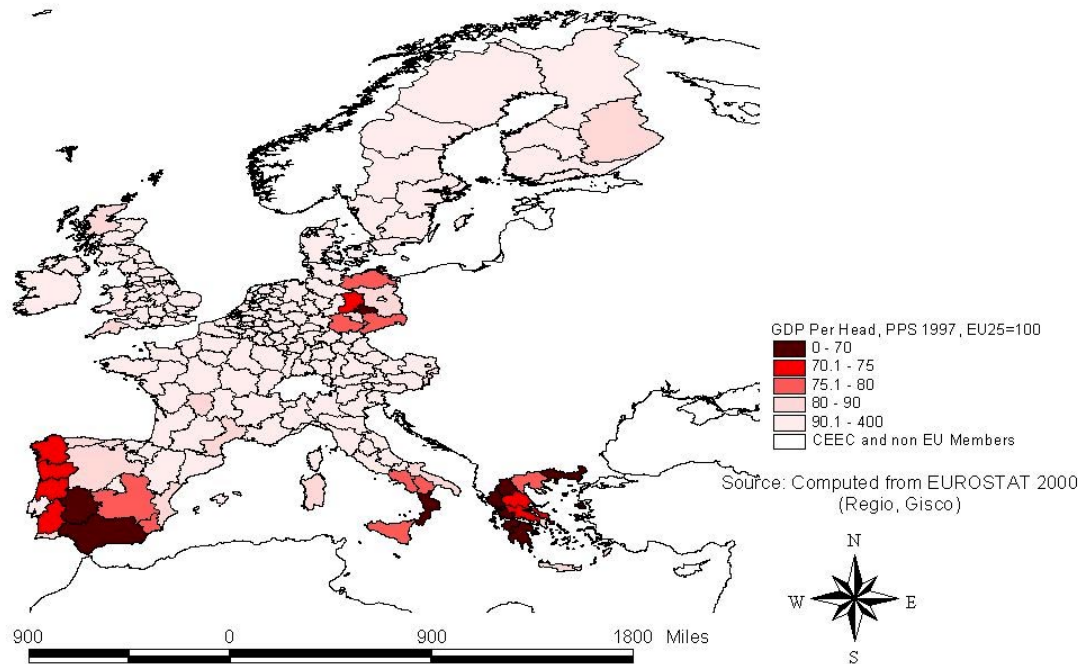 GDP Per Head, PPS 1997, EU25=100
0 - 70
70.1 - 75
75.1 - 80
80 - 90
90.1 - 400
CEEC and non EU Members
Source: Computed from EUROSTAT 2000
(Regio, Gisco)
N
W E
S
900 0 900 1800 Miles